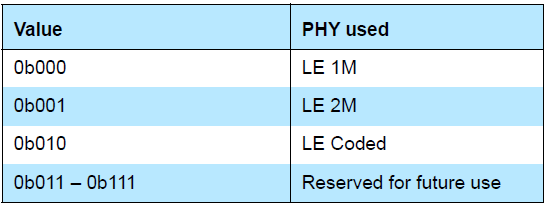 Value PHY used
0b000 LE 1M
0b001 LE 2M
0b010 LE Coded
0b011 – 0b111 Reserved for future use